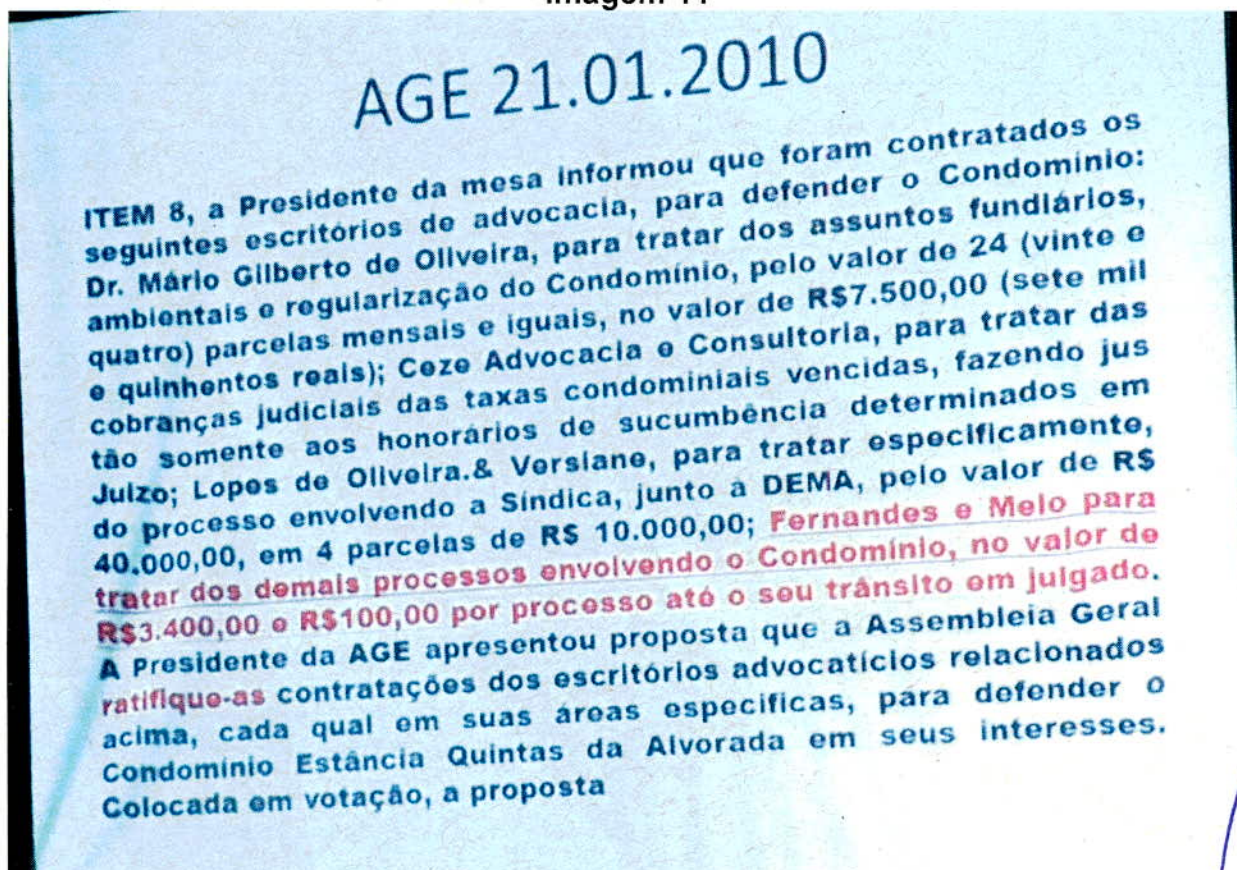 Imagem 11
AGE 21.01.2010
ITEM 8, a Presidente da mesa informou que foram contratados os
seguintes escritórios de advocacia, para defender o Condomínio:
Dr. Mário Gilberto de Oliveira, para tratar dos assuntos fundiários,
ambientais e regularização do Condomínio, pelo valor de 24 (vinte e
quatro) parcelas mensais e iguais, no valor de R$7.500,00 (sete mil
e quinhentos reais); Ceze Advocacia e Consultoria, para tratar das
cobranças judiciais das taxas condominiais vencidas, fazendo jus
tão somente aos honorários de sucumbência determinados em
Juízo; Lopes de Oliveira.& Versiane, para tratar especificamente,
do processo envolvendo a Síndica, junto a DEMA, pelo valor de R$
40.000,00, em 4 parcelas de R$ 10.000,00; Fernandes e Melo para
tratar dos demais processos envolvendo o Condomínio, no valor de
R$3.400,00 e R$100,00 por processo até o seu trânsito em julgado.
A Presidente da AGE apresentou proposta que a Assembleia Geral
ratifique-as contratações dos escritórios advocatícios relacionados
acima, cada qual em suas áreas especificas, para defender o
Condomínio Estância Quintas da Alvorada em seus interesses.
Colocada em votação, a proposta